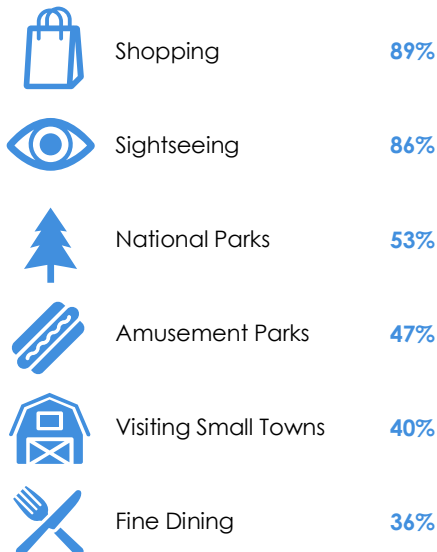 Shopping 89%
Sightseeing 86%
National Parks 53%
Amusement Parks 47%
Visiting Small Towns 40%
Fine Dining 36%